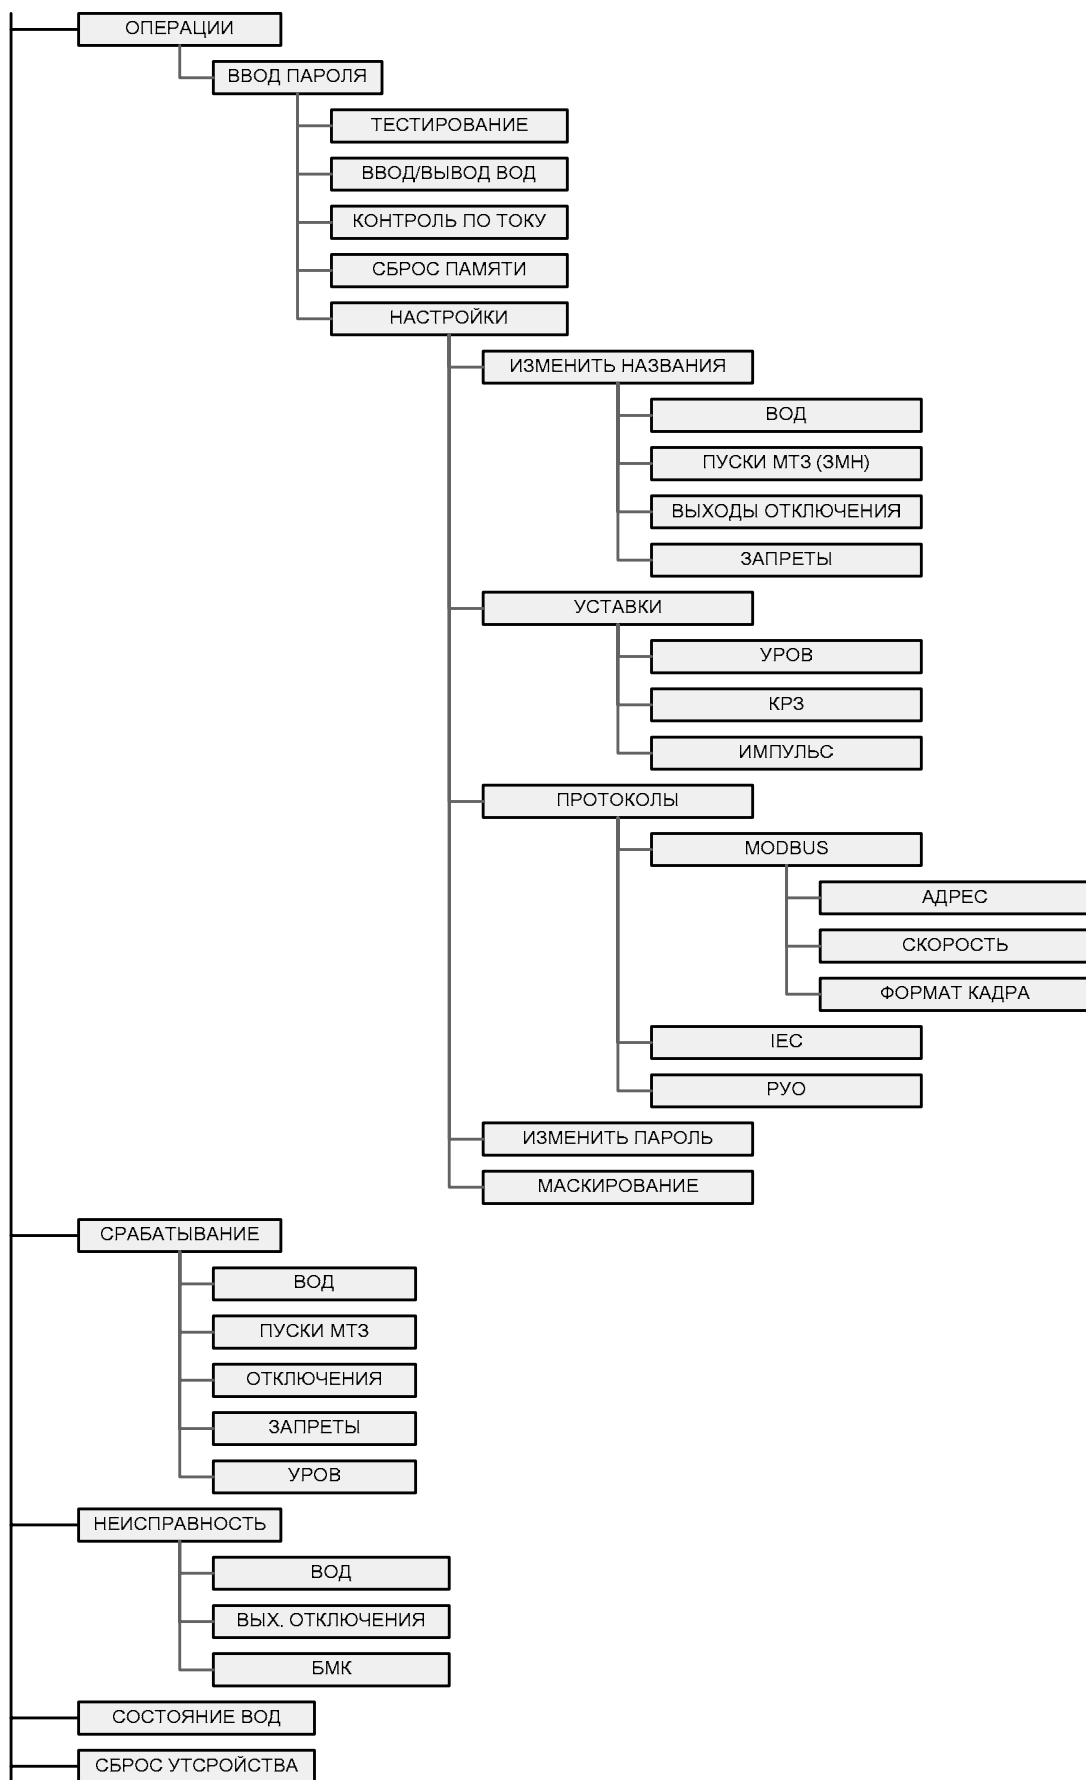 ОПЕРАЦИИ
ВВОД ПАРОЛЯ
ТЕСТИРОВАНИЕ
ВВОД/ВЫВОД ВОД
КОНТРОЛЬ ПО ТОКУ
СБРОС ПАМЯТИ
НАСТРОЙКИ
ИЗМЕНИТЬ НАЗВАНИЯ
ВОД
ПУСКИ МТЗ (ЗМН)
ВЫХОДЫ ОТКЛЮЧЕНИЯ
ЗАПРЕТЫ
УСТАВКИ
УРОВ
КРЗ
ИМПУЛЬС
ПРОТОКОЛЫ
MODBUS
АДРЕС
СКОРОСТЬ
ФОРМАТ КАДРА
IEC
РУО
ИЗМЕНИТЬ ПАРОЛЬ
МАСКИРОВАНИЕ
СРАБАТЫВАНИЕ
ВОД
ПУСКИ МТЗ
ОТКЛЮЧЕНИЯ
ЗАПРЕТЫ
УРОВ
НЕИСПРАВНОСТЬ
ВОД
ВЫХ. ОТКЛЮЧЕНИЯ
БМК
СОСТОЯНИЕ ВОД
СБРОС УТСРОЙСТВА